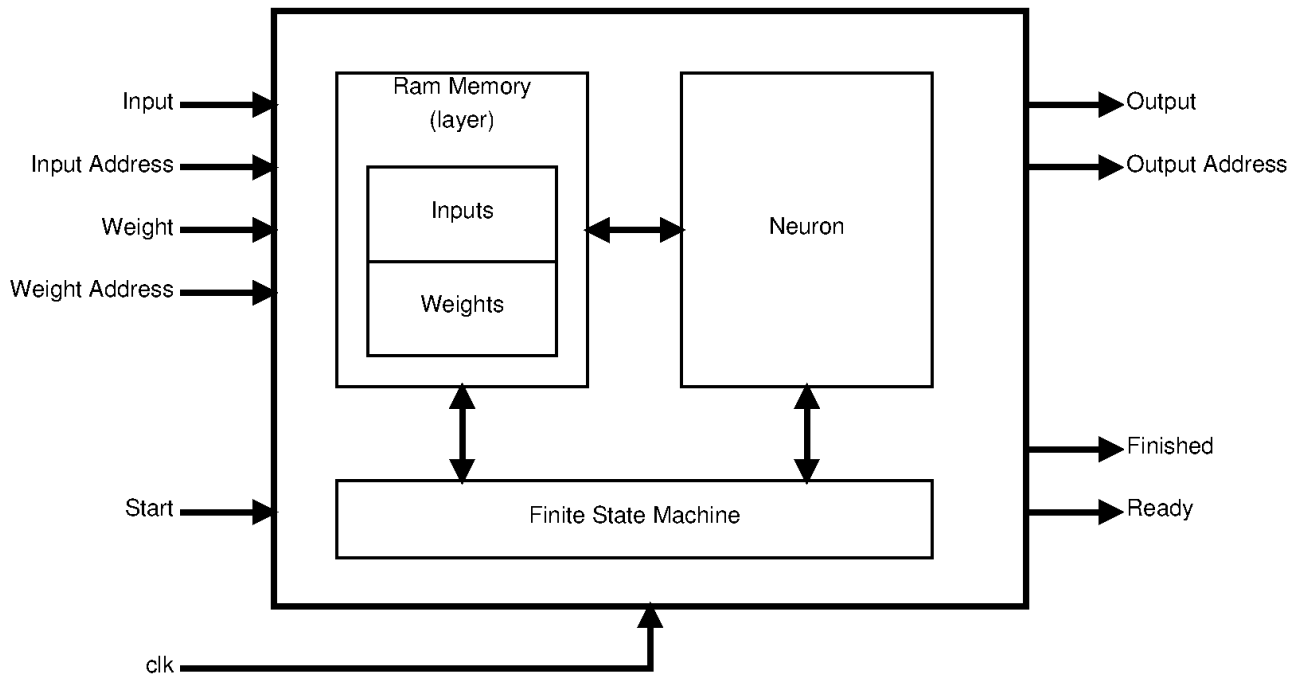 Input
Input Address
Weight
Weight Address
Start
clk
Ram Memory
(layer)
Inputs
Weights
Neuron
Finite State Machine
Output
Output Address
Finished
Ready